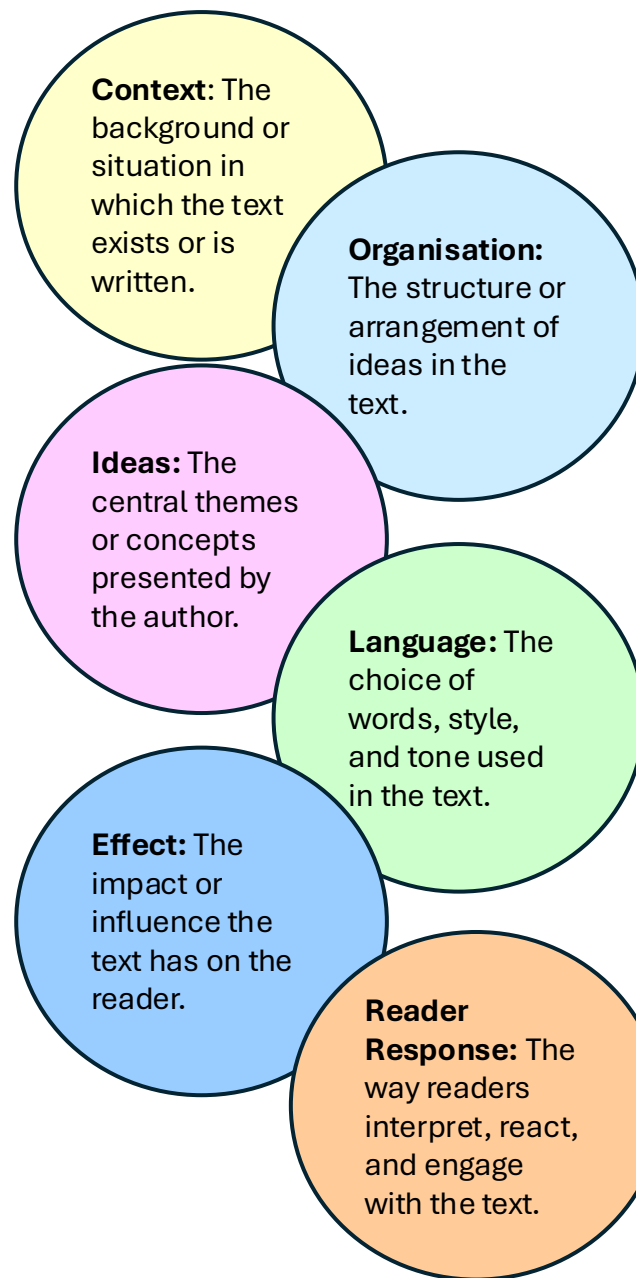 Context: The
background or
situation in
which the text
exists or is
written.
Organisation:
The structure or
arrangement of
ideas in the
text.
Ideas: The
central themes
or concepts
presented by
the author.
Language: The
choice of
words, style,
and tone used
in the text.
Effect: The
impact or
influence the
text has on the
reader.
Reader
Response: The
way readers
interpret, react,
and engage
with the text.